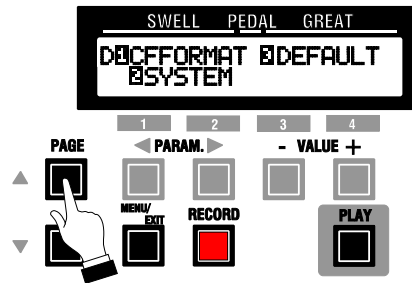 SWELL PEDAL GREAT
D1CFFORMAT 3DEFAULT
2SYSTEM
1 2 3 4
PAGE PARAM. - VALUE +
MENU/
EXIT
RECORD
PLAY